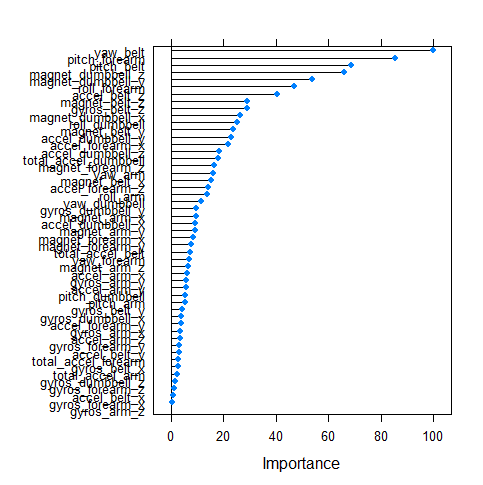 yaw_belt
pitch_forearm
pitch_belt
magnet_dumbbell_z
magnet_dumbbell_y
roll_forearm
accel_belt_z
magnet_belt_z
gyros_belt_z
magnet_dumbbell_x
roll_dumbbell
magnet_belt_y
accel_dumbbell_y
accel_forearm_x
accel_dumbbell_z
total_accel_dumbbell
magnet_forearm_z
yaw_arm
magnet_belt_x
accel_forearm_z
roll_arm
yaw_dumbbell
gyros_dumbbell_y
magnet_arm_x
accel_dumbbell_x
magnet_arm_y
magnet_forearm_x
magnet_forearm_y
total_accel_belt
yaw_forearm
magnet_arm_z
accel_arm_x
gyros_arm_y
accel_arm_y
pitch_dumbbell
pitch_arm
gyros_belt_y
gyros_dumbbell_x
accel_forearm_y
gyros_arm_x
accel_arm_z
gyros_forearm_y
accel_belt_y
total_accel_forearm
gyros_belt_x
total_accel_arm
gyros_dumbbell_z
gyros_forearm_z
accel_belt_x
gyros_forearm_x
gyros_arm_z
0 20 40 60 80 100
Importance